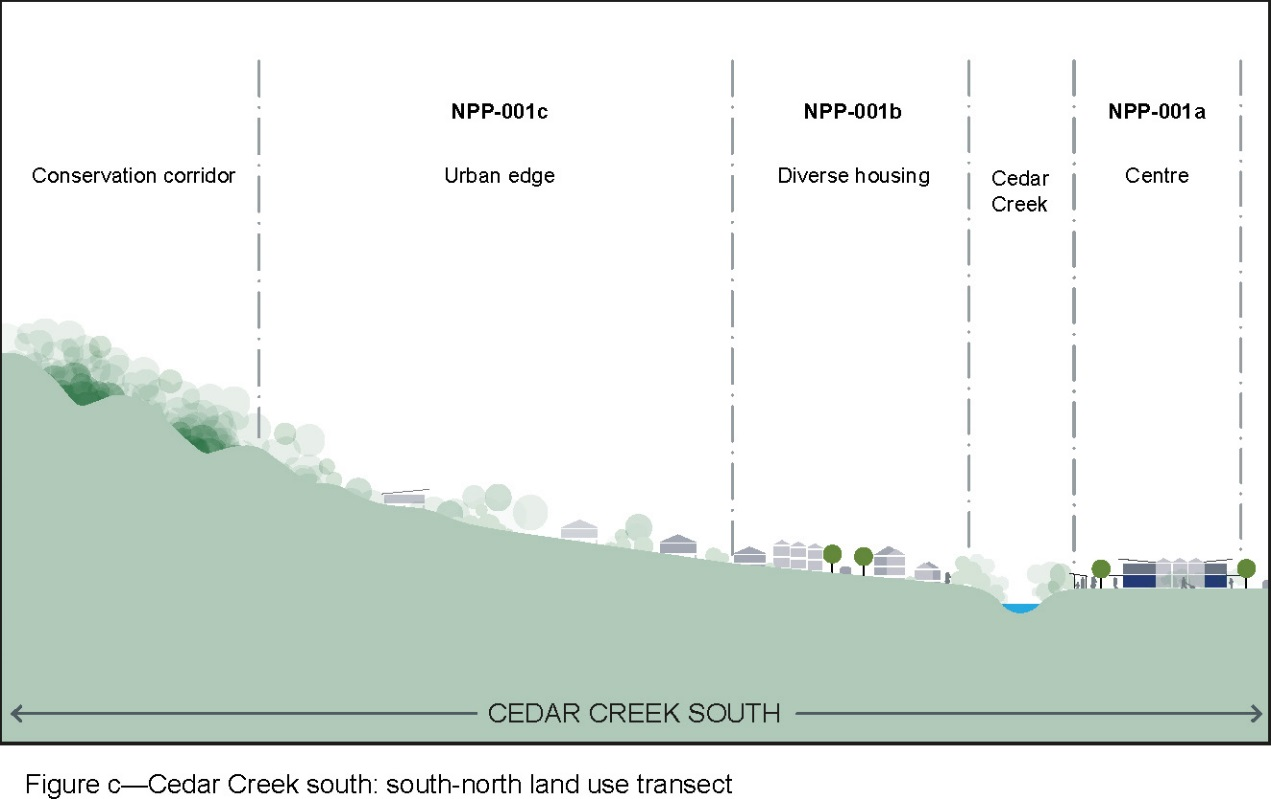 NPP-001c
NPP-001b
NPP-001a
Conservation corridor
Urban edge
Diverse housing
Cedar
Creek
Centre
CEDAR CREEK SOUTH
Figure c—Cedar Creek south: south-north land use transect